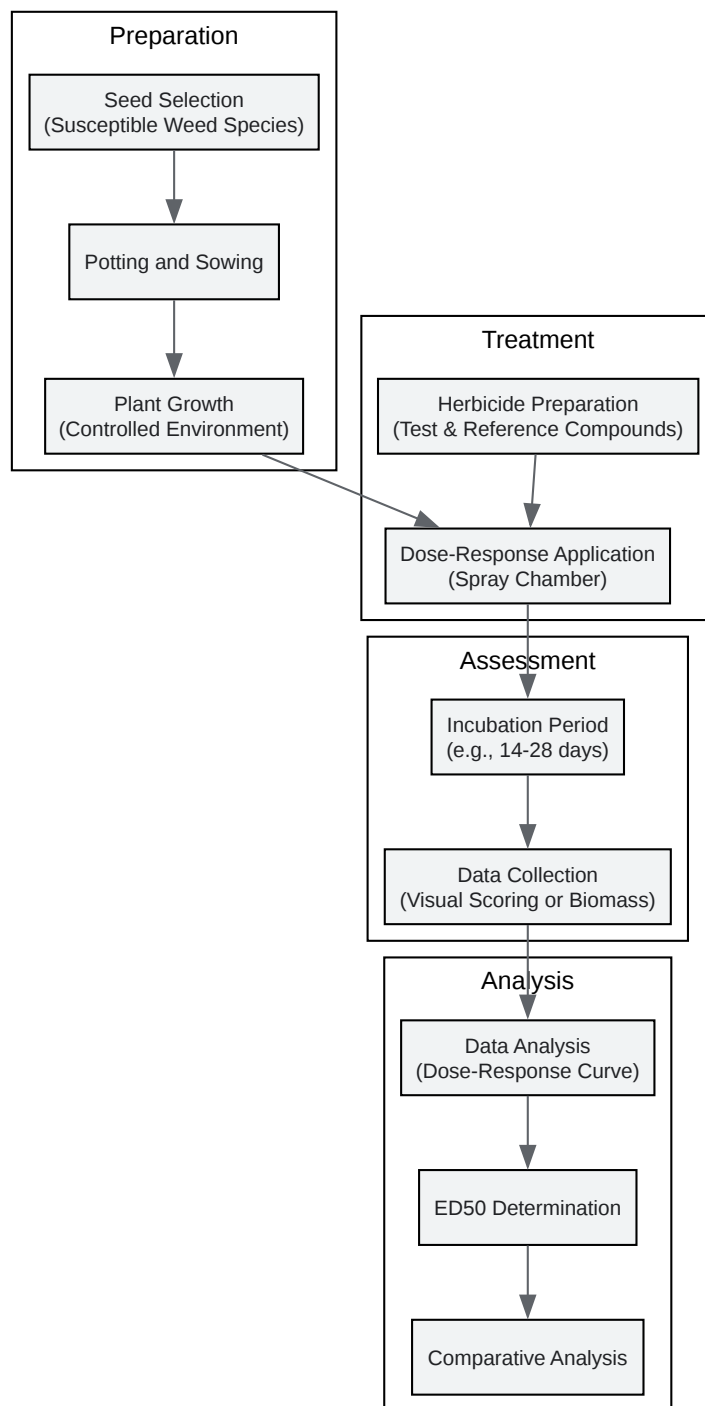 Preparation
Seed Selection
(Susceptible Weed Species)
Potting and Sowing
Plant Growth
(Controlled Environment)
Treatment
Herbicide Preparation
(Test & Reference Compounds)
Dose-Response Application
(Spray Chamber)
Assessment
Incubation Period
(e.g., 14-28 days)
Data Collection
(Visual Scoring or Biomass)
Analysis
Data Analysis
(Dose-Response Curve)
ED50 Determination
Comparative Analysis